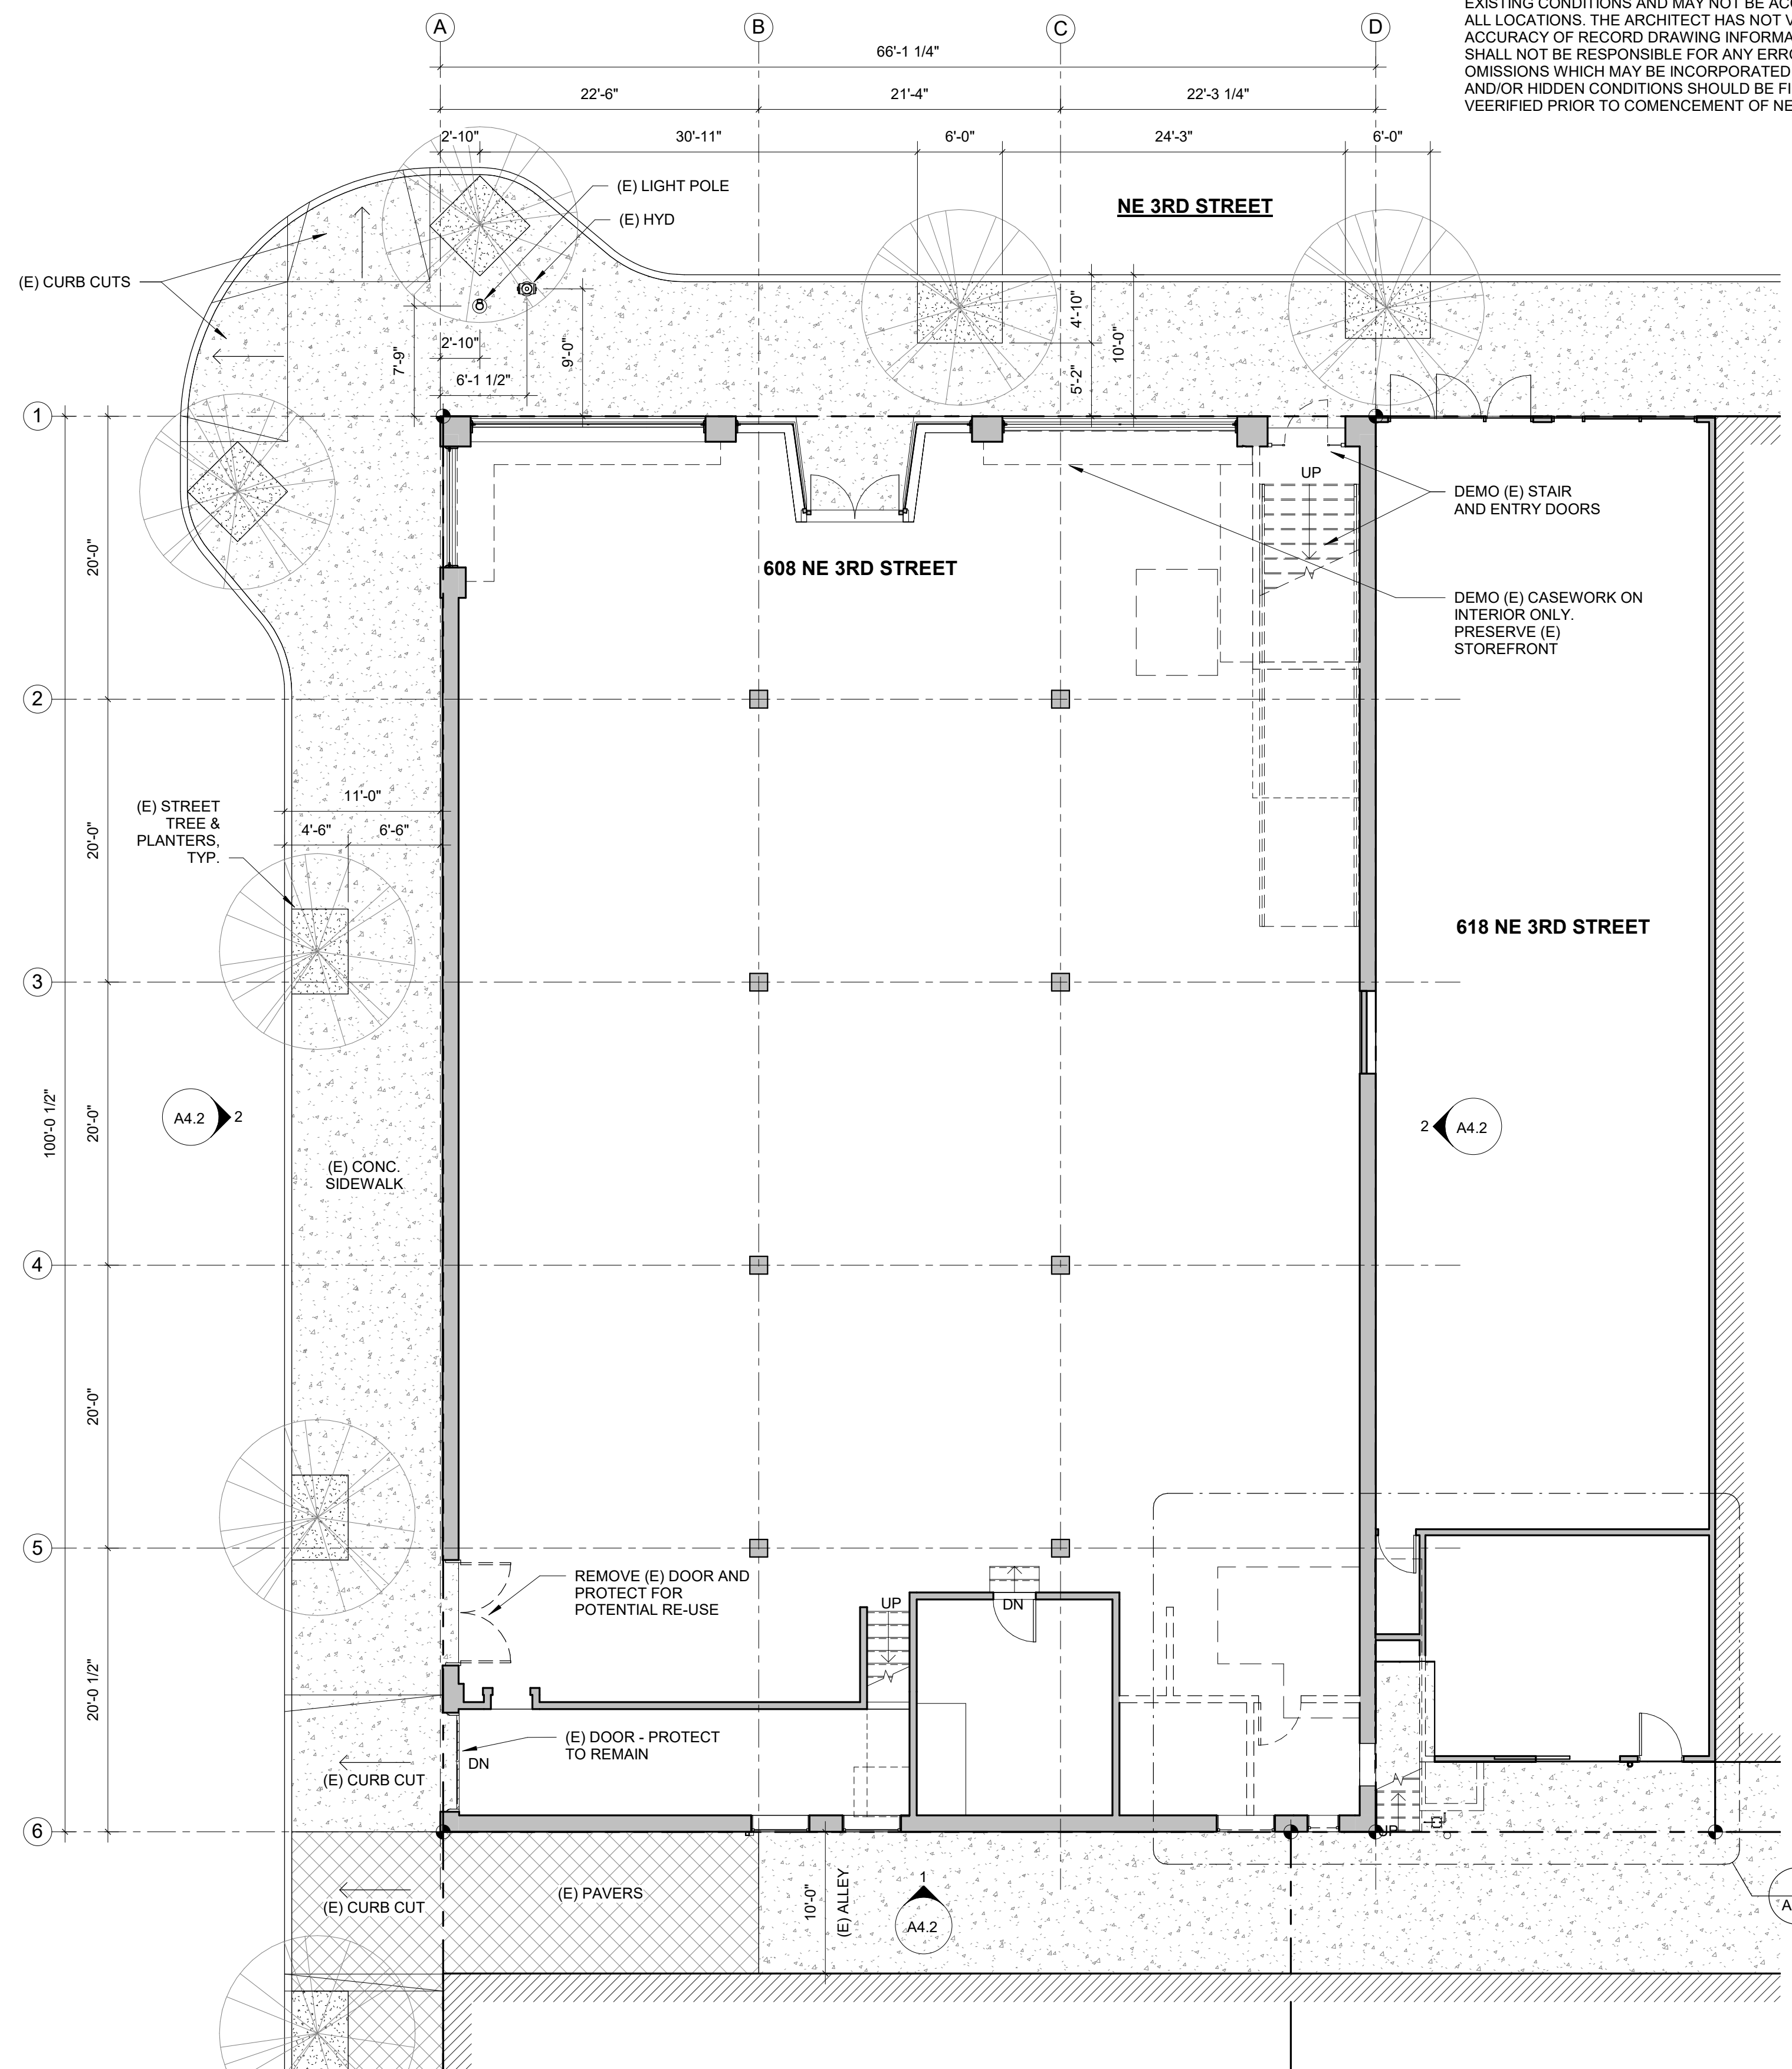 EXISTING CONDITIONS AND MAY NOT BE
ALL LOCATIONS. THE ARCHITECT HAS NOT
ACCURACY OF RECORD DRAWING
SHALL NOT BE RESPONSIBLE FOR ANY
OMISSIONS WHICH MAY BE INCORPORATED
AND/OR HIDDEN CONDITIONS SHOULD BE
VEERIFIED PRIOR TO COMENCEMENT OF
A
B
C
D
66'-1 1/4"
22'-6"
21'-4"
22'-3 1/4"
2'-10"
30'-11"
6'-0"
24'-3"
6'-0"
(E) LIGHT POLE
(E) HYD
NE 3RD STREET
(E) CURB CUTS
7'-9"
2'-10"
6'-1 1/2"
9'-0"
4'-10"
5'-2"
10'-0"
1
UP
DEMO (E) STAIR
AND ENTRY DOORS
608 NE 3RD STREET
20'-0"
DEMO (E) CASEWORK ON
INTERIOR ONLY.
PRESERVE (E)
STOREFRONT
2
11'-0"
4'-6"
6'-6"
(E) STREET
TREE &
PLANTERS,
TYP.
20'-0"
618 NE 3RD STREET
3
100'-0 1/2"
20'-0"
A4.2
2
2
A4.2
(E) CONC.
SIDEWALK
4
20'-0"
5
REMOVE (E) DOOR AND
PROTECT FOR
POTENTIAL RE-USE
UP
DN
20'-0 1/2"
(E) DOOR - PROTECT
TO REMAIN
DN
(E) CURB CUT
6
UP
(E) PAVERS
(E) CURB CUT
10'-0"
(E) ALLEY
1
A4.2